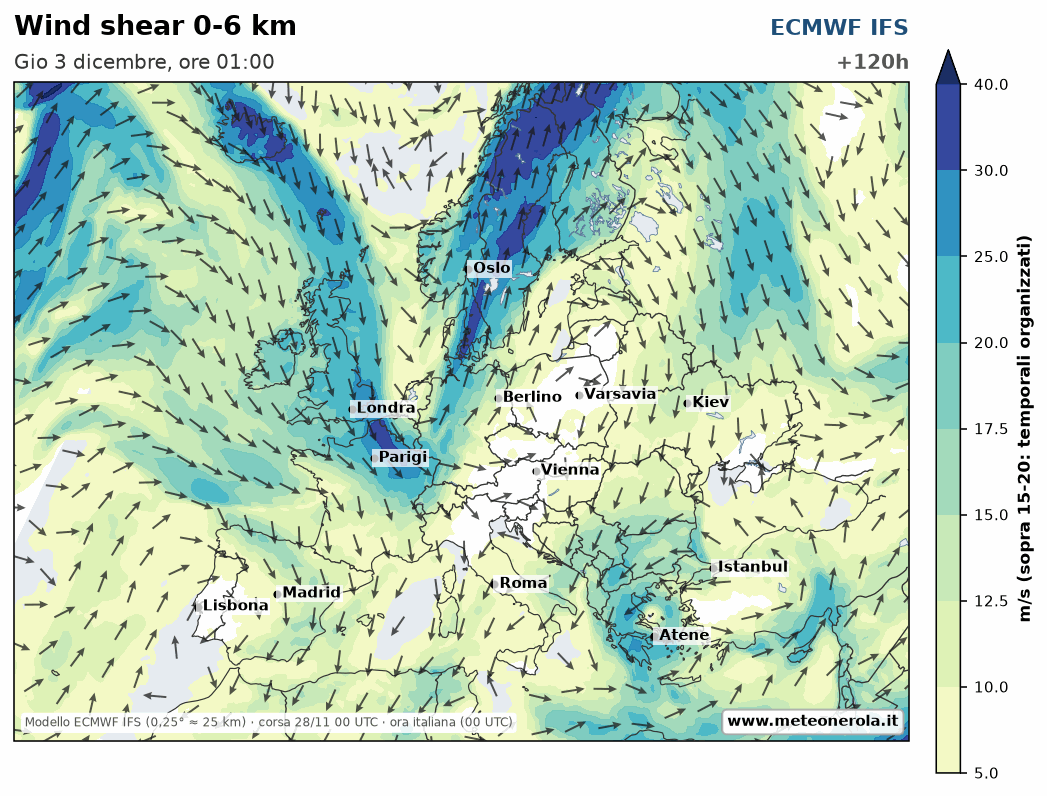 Wind shear 0-6 km
ECMWF IFS
Gio 3 dicembre, ore 01:00
+120h
40.0
30.0
25.0
20.0
17.5
15.0
12.5
10.0
5.0
m/s (sopra 15-20: temporali organizzati)
Oslo
Berlino
Varsavia
Kiev
Londra
Parigi
Vienna
Istanbul
Roma
Madrid
Lisbona
Atene
Modello ECMWF IFS (0,25° ≈ 25 km) · corsa 28/11 00 UTC · ora italiana (00 UTC)
www.meteonerola.it